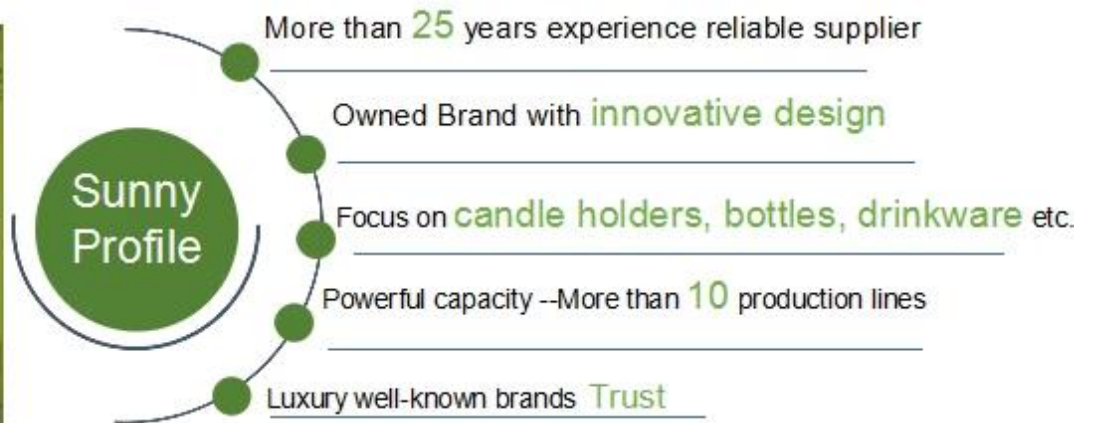 Sunny
Profile
More than 25 years experience reliable supplier
Owned Brand with innovative design
Focus on candle holders, bottles, drinkware etc.
Powerful capacity --More than 10 production lines
Luxury well-known brands Trust